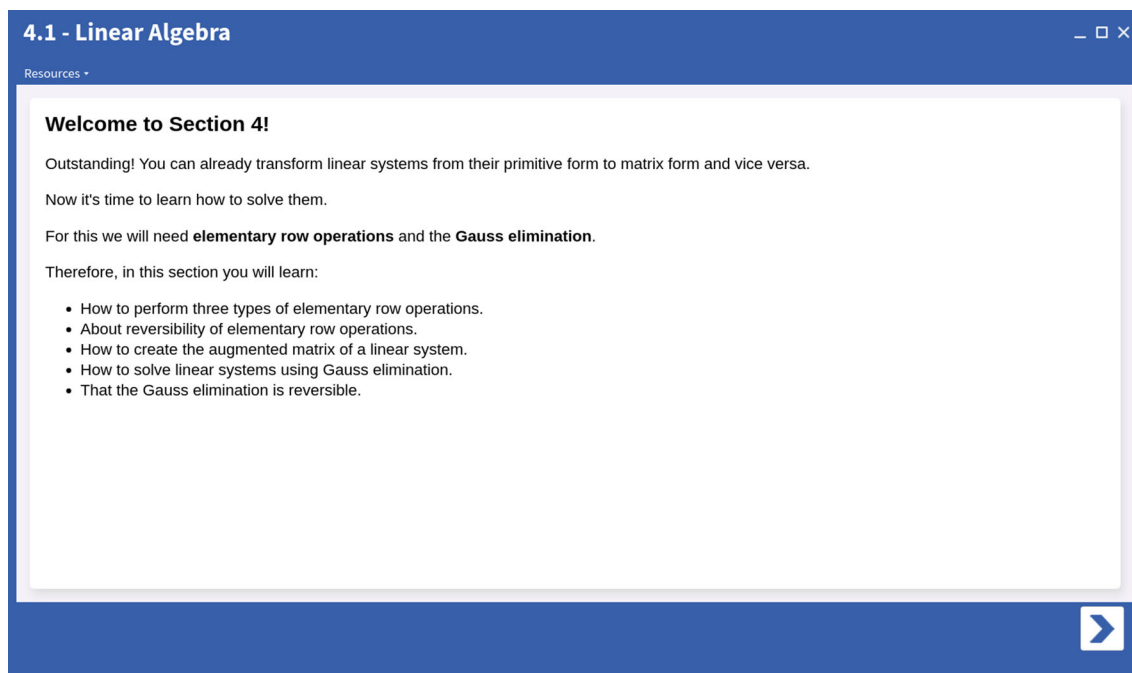 4.1 - Linear Algebra
Resources
Welcome to Section 4!
Outstanding! You can already transform linear systems from their primitive form to matrix form and vice versa.
Now it's time to learn how to solve them.
For this we will need elementary row operations and the Gauss elimination.
Therefore, in this section you will learn:
• How to perform three types of elementary row operations.
• About reversibility of elementary row operations.
• How to create the augmented matrix of a linear system.
• How to solve linear systems using Gauss elimination.
• That the Gauss elimination is reversible.